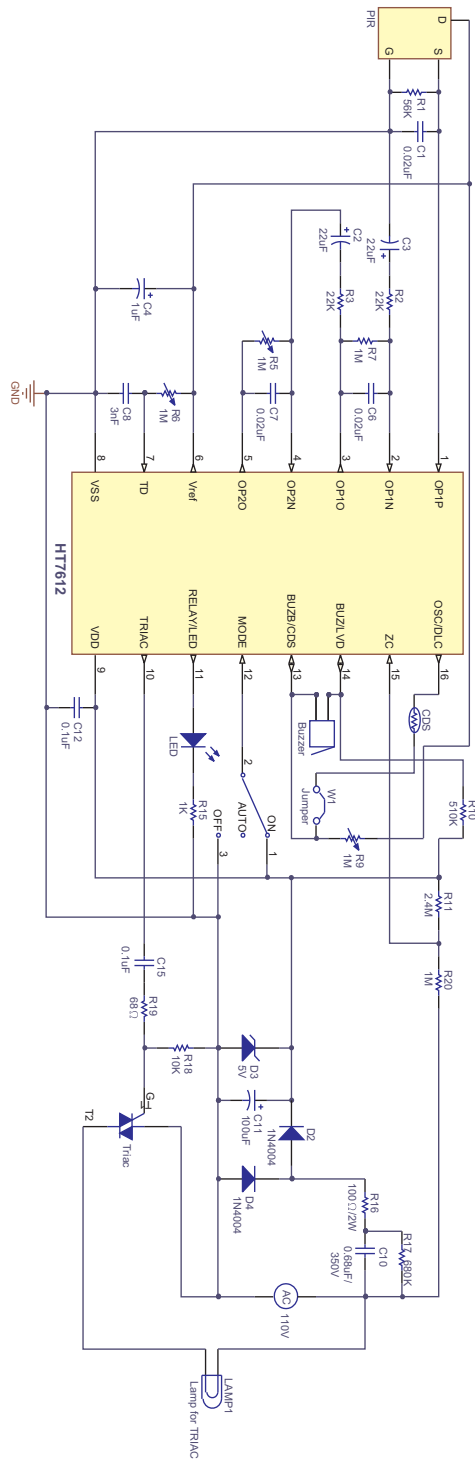 PIR
D
G
S
R1
56K
C1
0.02uF
C4
1uF
C2
22uF
C3
22uF
R3
22K
R2
22K
R5
1M
R7
1M
GND
C8
3nF
R6
1M
C7
0.02uF
C6
0.02uF
8
7
6
5
4
3
2
1
VSS
TD
Vref
OP2O
OP2N
OP1O
OP1N
OP1P
HT7612
VDD
TRIAC
RELAY/LED
MODE
BUZB/CDS
BUZ/LVD
ZC
OSC/DLC
9
10
11
12
13
14
15
16
C12
0.1uF
LED
R15
1K
2
ON
AUTO
OFF
1
3
Buzzer
CDS
W1
Jumper
R9
1M
R10
510K
R11
2.4M
R20
1M
C15
0.1uF
R19
68Ω
R18
10K
D3
5V
C11
100uF
D2
1N4004
D4
1N4004
G
T1
T2
Triac
R16
100Ω/2W
C10
0.68uF/
350V
R17
680K
AC
110V
LAMP1
Lamp for TRIAC